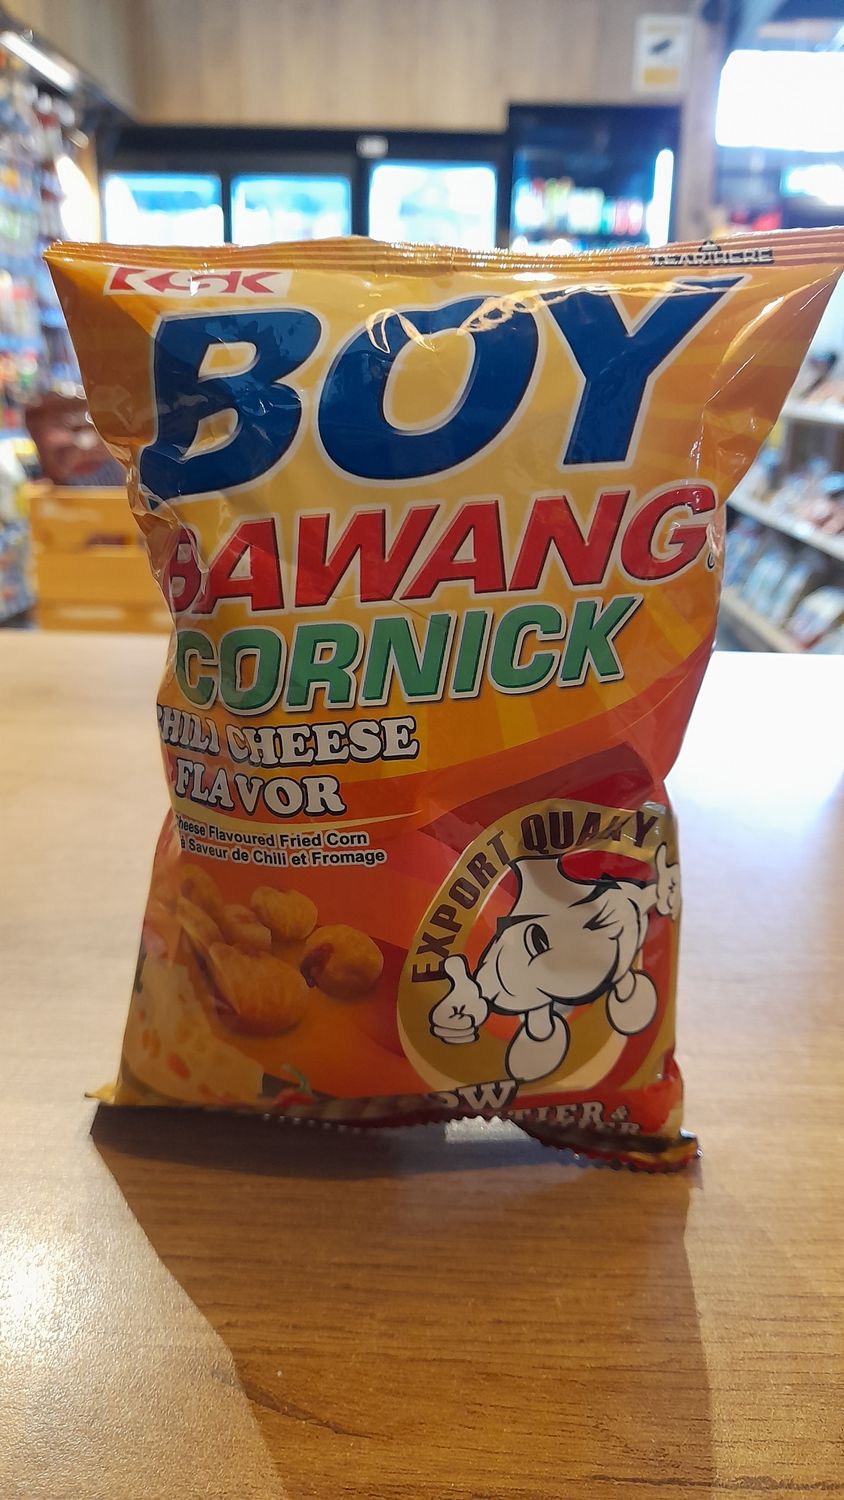 KSK
TEAR HERE
BOY
BAWANG
CORNICK
CHILI CHEESE
FLAVOR
Cheese Flavoured Fried Corn
à Saveur de Chili et Fromage
EXPORT QUALITY